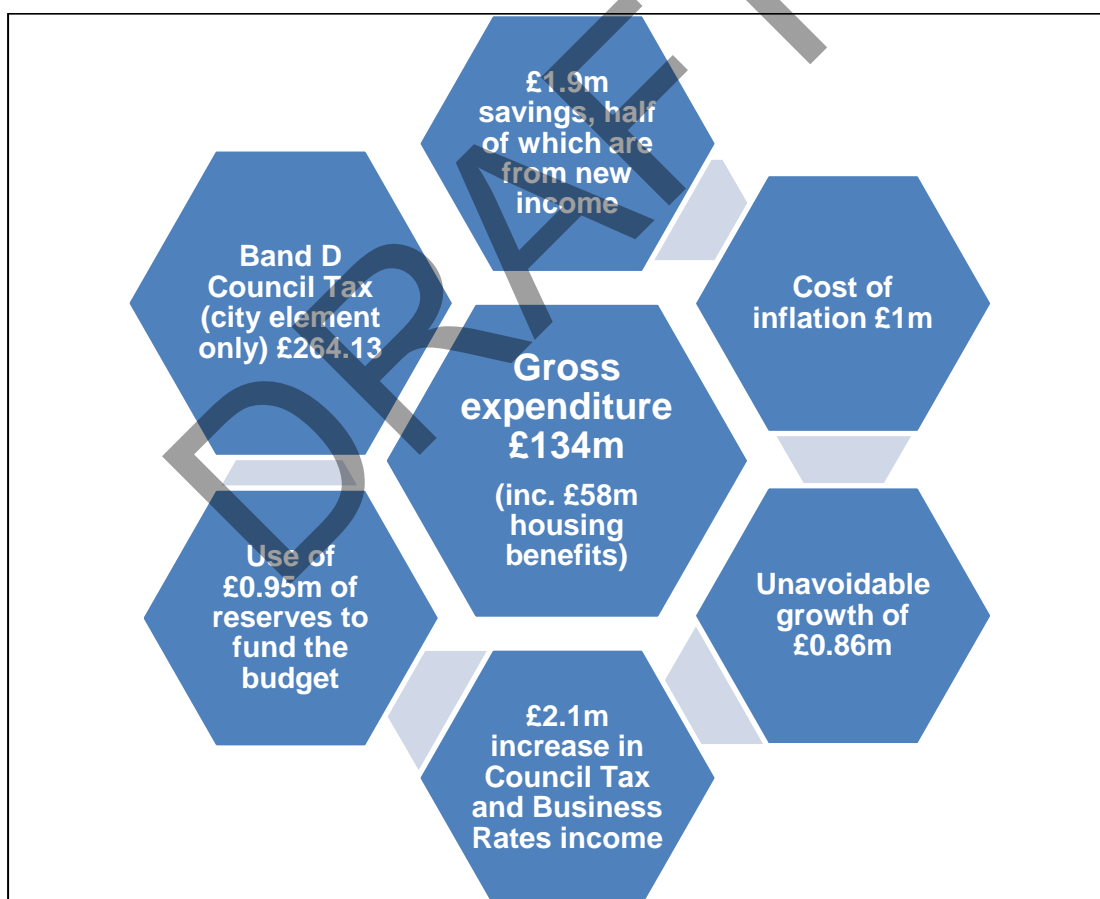 £1.9m
savings, half
of which are
from new
income
Band D
Council Tax
(city element
only) £264.13
Cost of
inflation £1m
Gross
expenditure
£134m
(inc. £58m
housing
benefits)
Use of
£0.95m of
reserves to
fund the
budget
Unavoidable
growth of
£0.86m
£2.1m
increase in
Council Tax
and Business
Rates income
DRAFT